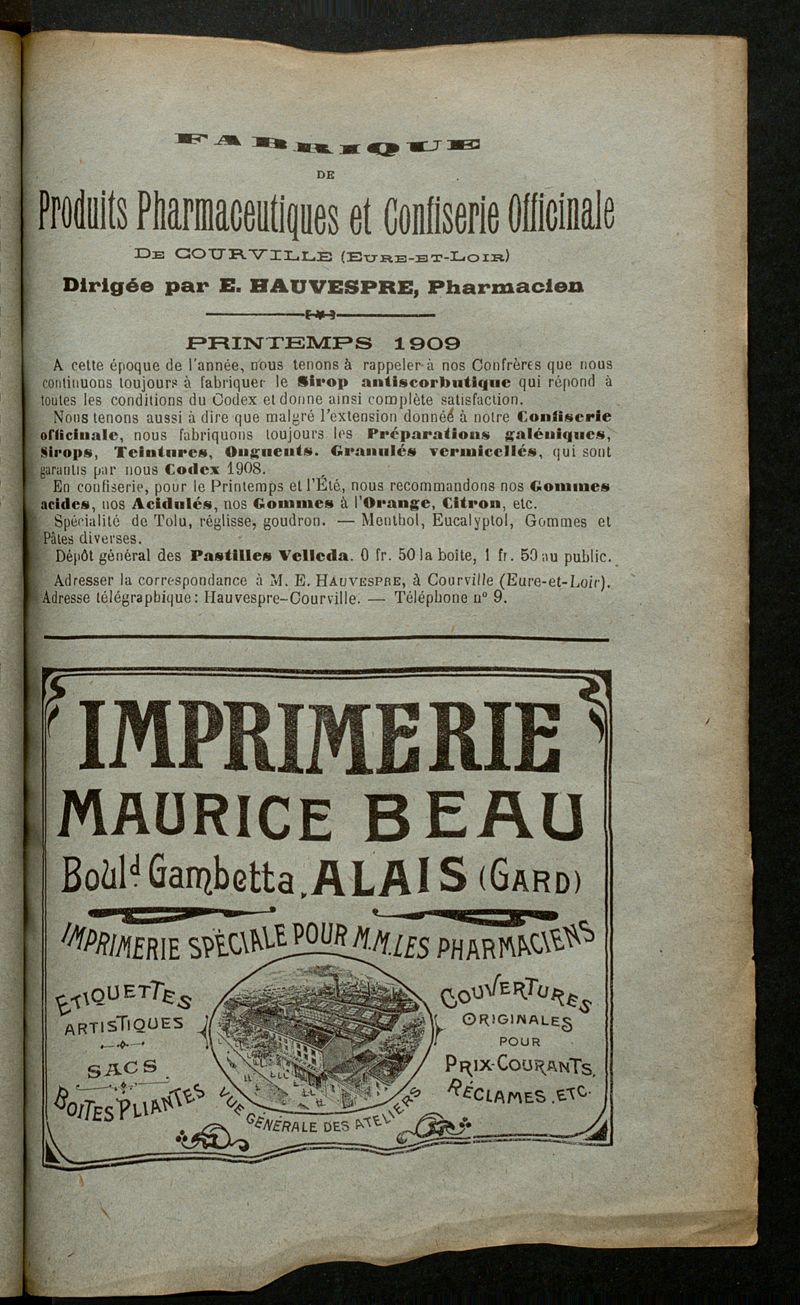 FABRIQUE
DE
Produits Pharmaceutiques et Confiserie Officinale
DE COURVILLE (EURE-ET-LOIR)
Dirigée par E. HAUVESPRE, Pharmacien
PRINTEMPS 1909
A cette époque de l'année, nous tenons à rappeler à nos Confrères que nous
continuons toujours à fabriquer le Sirop antiscorbutique qui répond à
toutes les conditions du Codex et donne ainsi complète satisfaction.
Nous tenons aussi à dire que malgré l'extension donnéé à notre Confiserie
officinale, nous fabriquons toujours les Préparations galéniques,
Sirops, Teintures, Onguents. Granulés vermicellés, qui sont
garantis par nous Codex 1908.
En confiserie, pour le Printemps et l'Été, nous recommandons nos Gommes
acides, nos Acidulés, nos Gommes à l'Orange, Citron, etc.
Spécialité de Tolu, réglisse, goudron. — Menthol, Eucalyptol, Gommes et
Pâtes diverses.
Dépôt général des Pastilles Velleda. 0 fr. 50 la boite, 1 fr. 50 au public.
Adresser la correspondance à M. E. HAUVESPRE, à Courville (Eure-et-Loir).
Adresse télégraphique: Hauvespre-Courville. — Téléphone n° 9.
IMPRIMERIE
MAURICE BEAU
Boulᵈ. Gambetta, ALAIS (GARD)
IMPRIMERIE SPÉCIALE POUR M.M. LES PHARMACIENS
ETIQUETTES
ARTISTIQUES
SACS
BOITES PLIANTES
COUVERTURES
ORIGINALES
POUR
PRIX-COURANTS,
RÉCLAMES, ETC.
VUE GÉNÉRALE DES ATELIERS